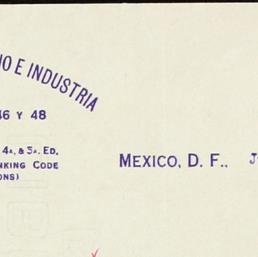 IO E INDUSTRIA
46 Y 48
4A, & 5A. ED.
NKING CODE
ONS)
MEXICO, D. F.,